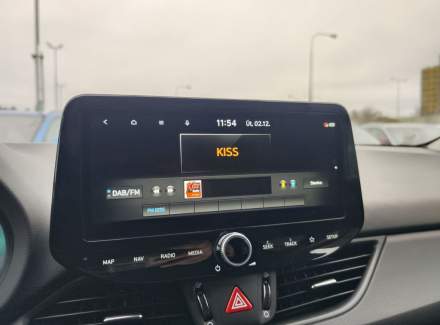 11:54 Út, 02.12.
KISS
DAB/FM
MAP NAV RADIO MEDIA SEEK TRACK SETUP